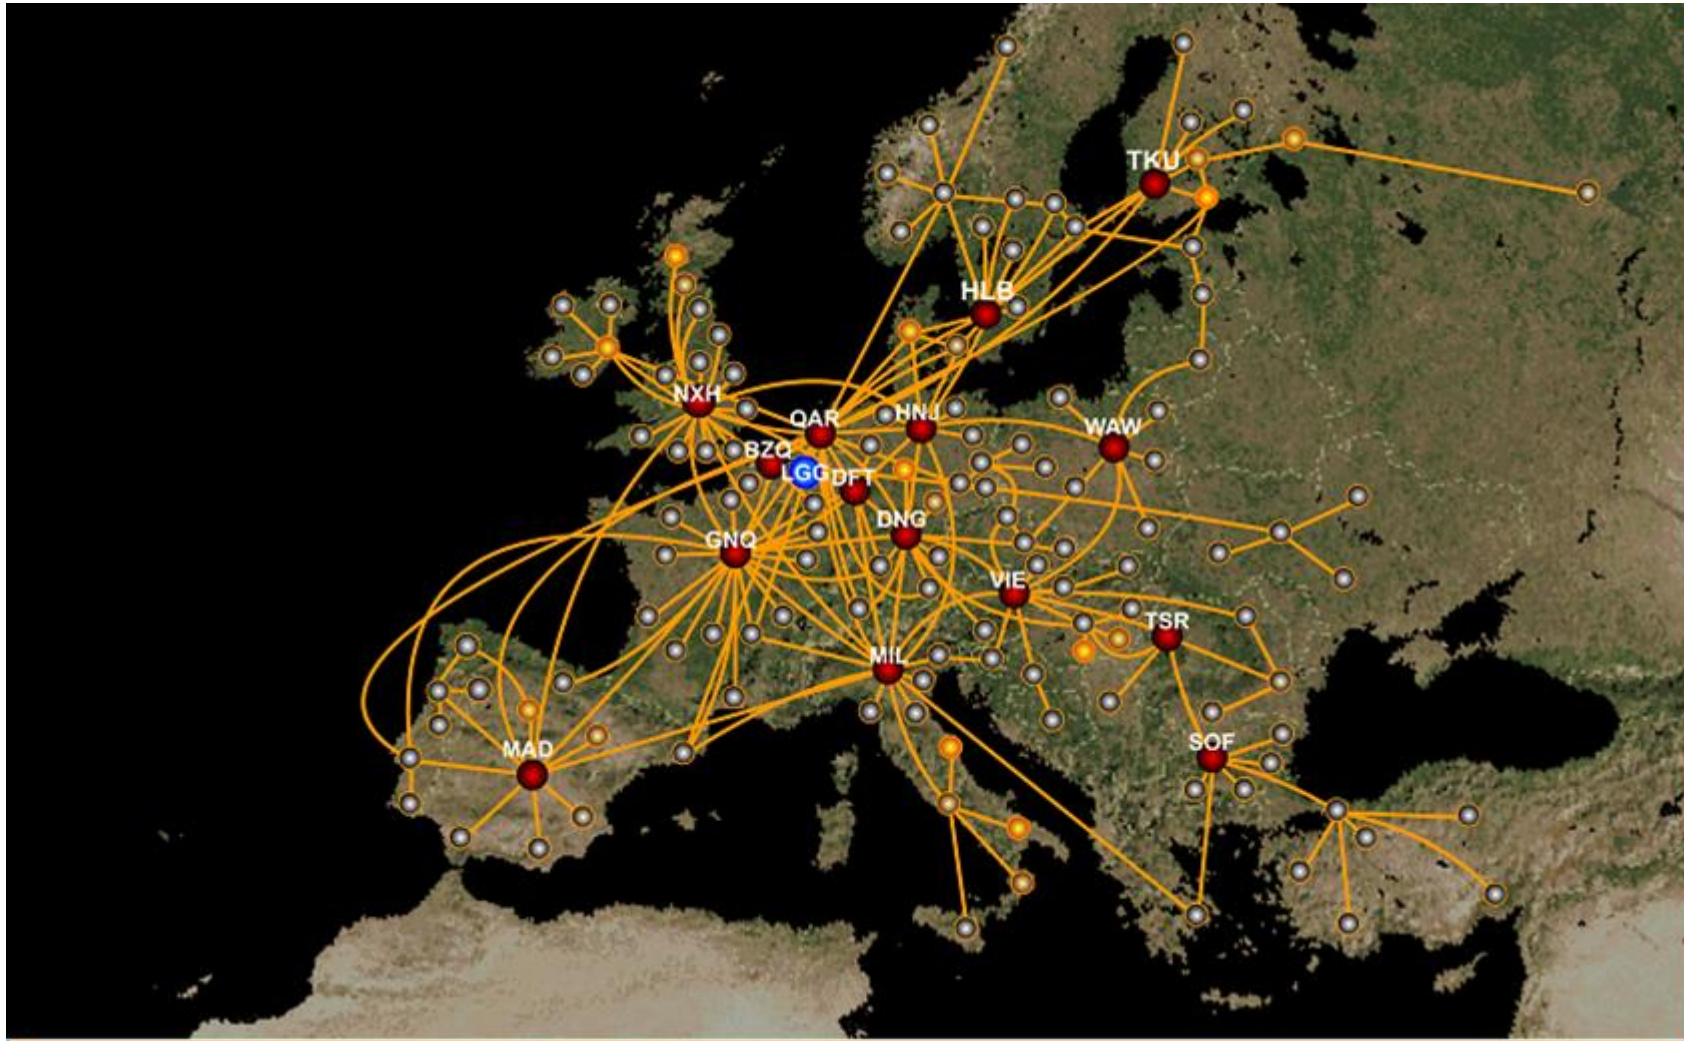 TKU
HLB
NXH
QAR
HNJ
WAW
BZQ
LGG
DFT
DNG
GNQ
VIE
TSR
MIL
SOF
MAD